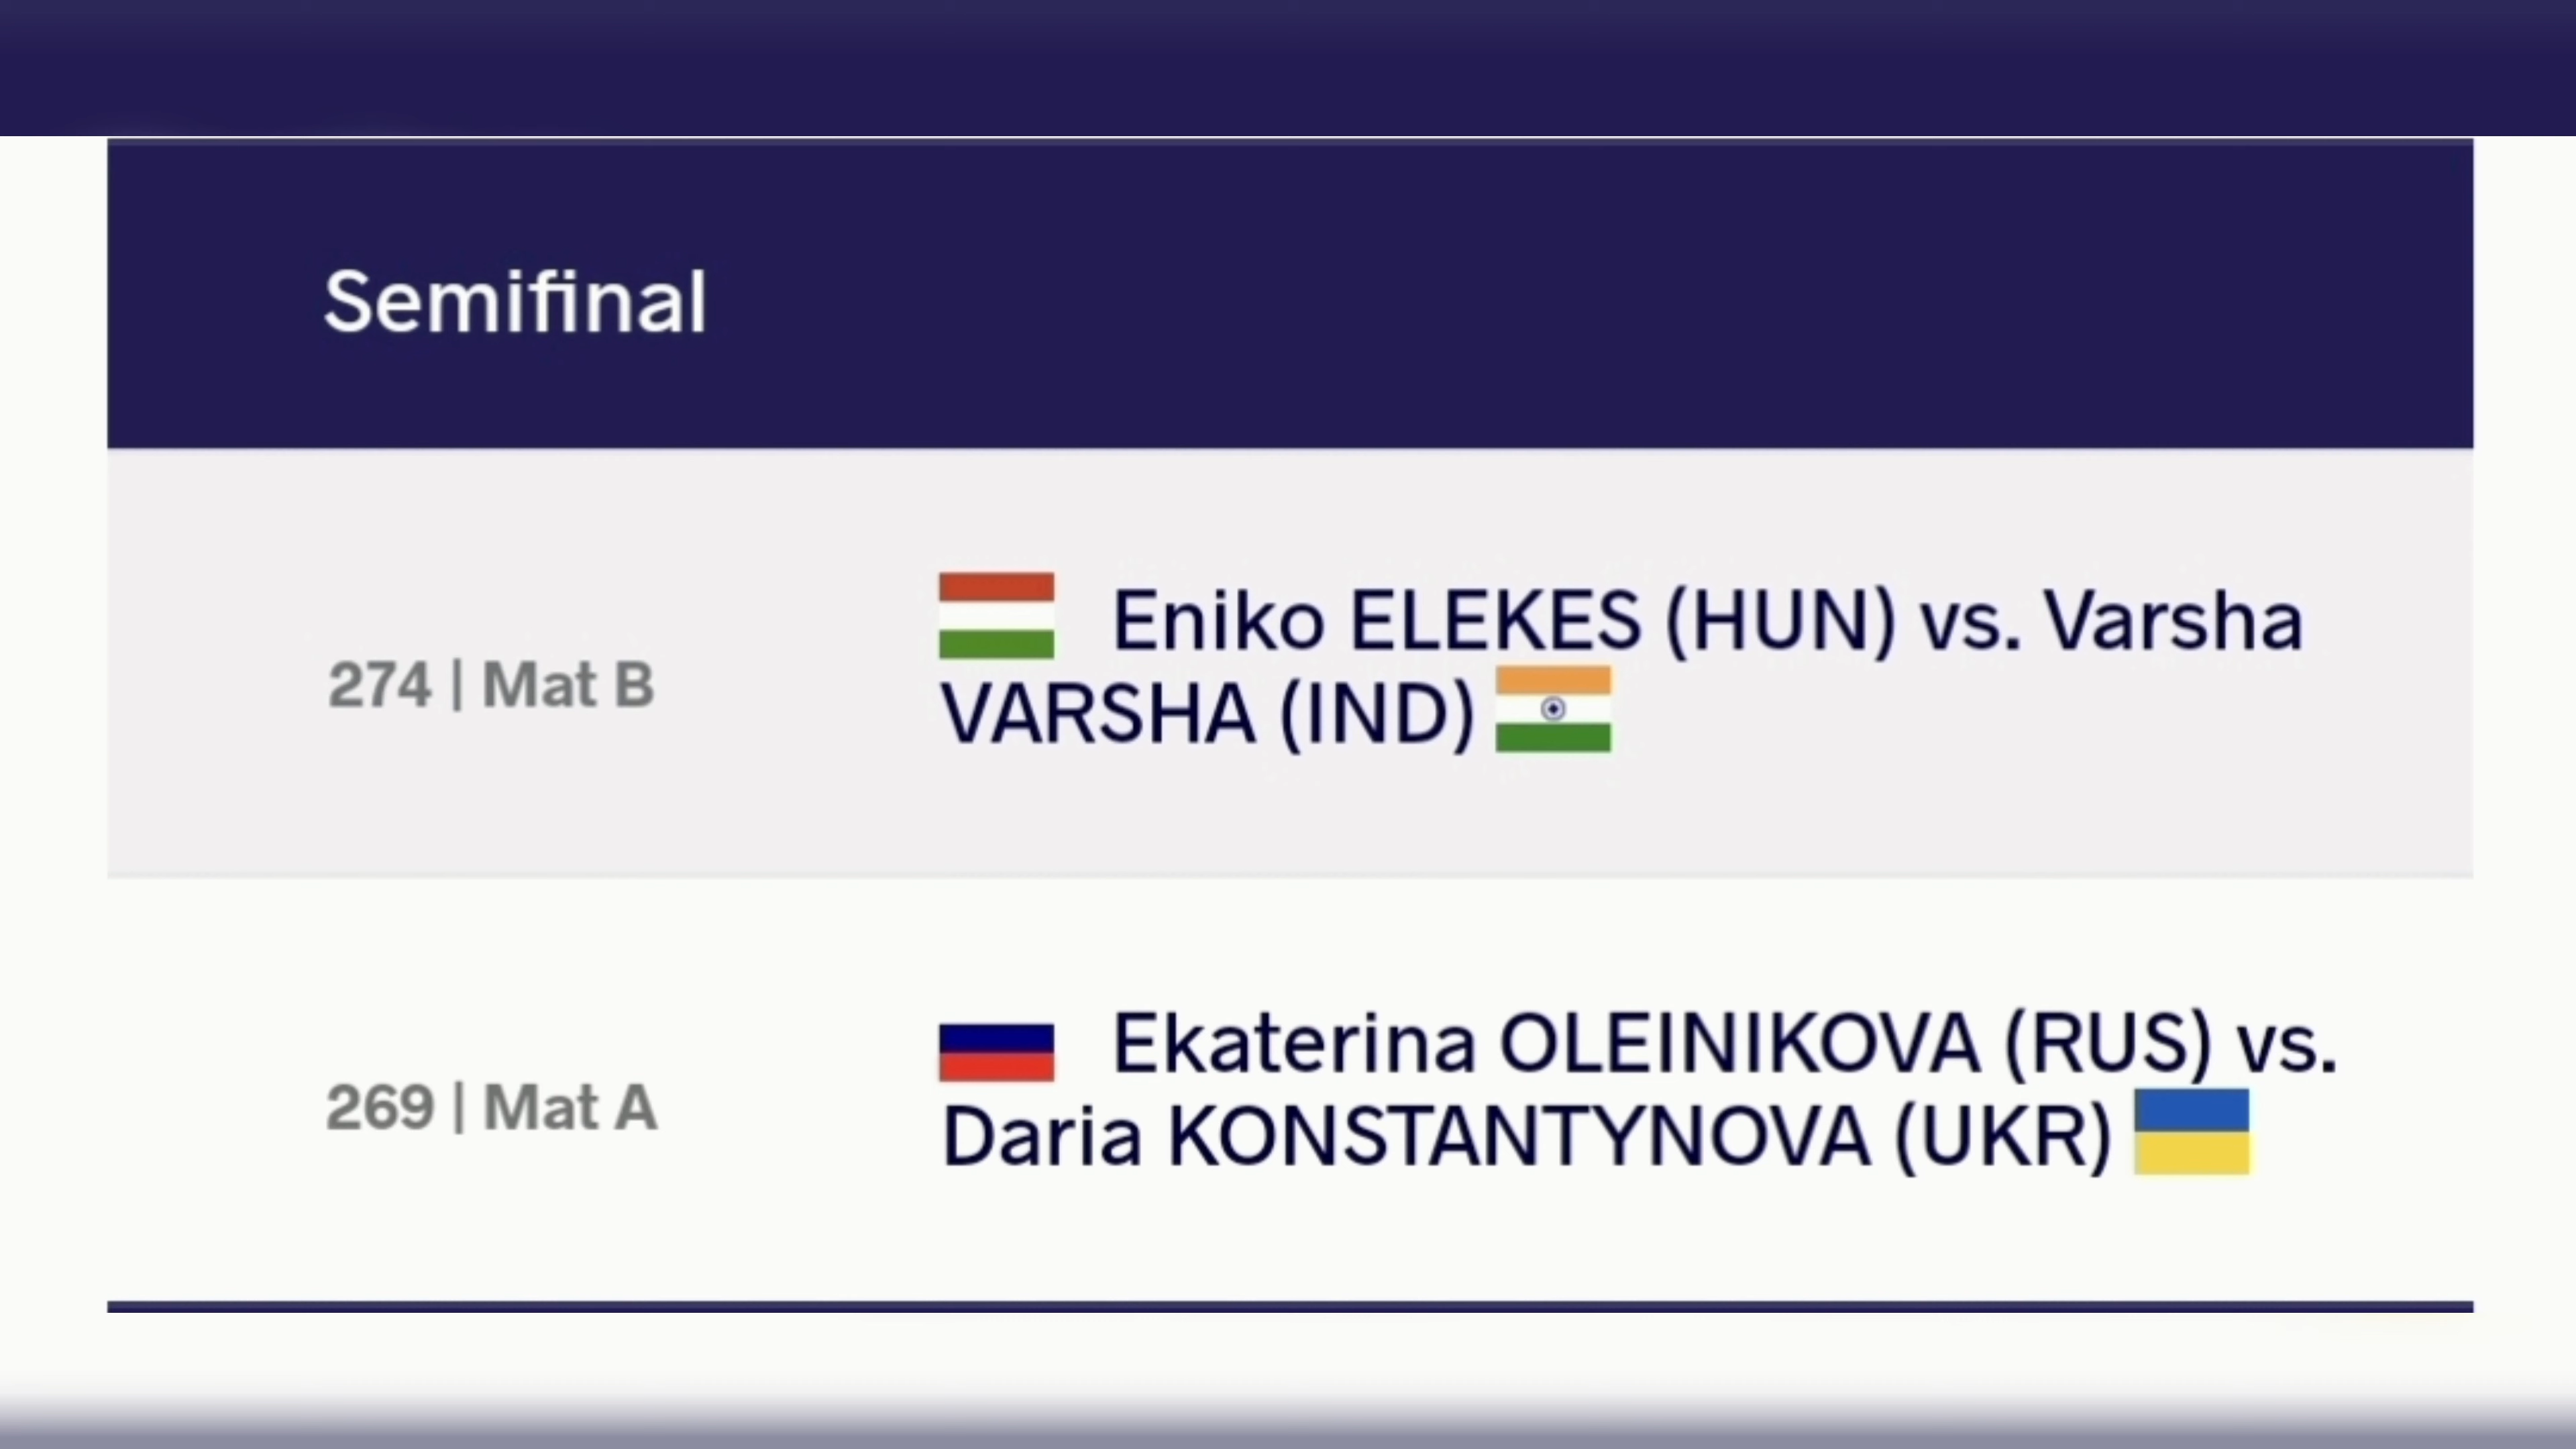 Semifinal
274 | Mat B
Eniko ELEKES (HUN) vs. Varsha
VARSHA (IND)
269 | Mat A
Ekaterina OLEINIKOVA (RUS) vs.
Daria KONSTANTYNOVA (UKR)